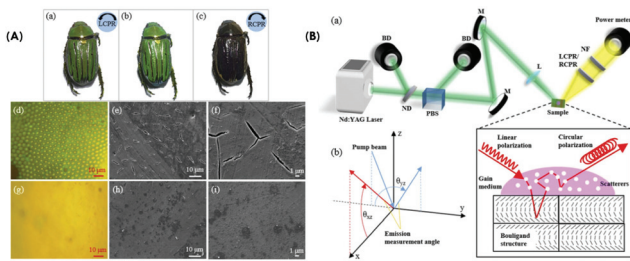 (A)
(a)
LCPR
(b)
(c)
RCPR
(d)
10 μm
(e)
10 μm
(f)
1 μm
(g)
10 μm
(h)
10 μm
(i)
1 μm
(B)
(a)
BD
BD
M
M
L
LCPR/
RCPR
NF
Power meter
Nd:YAG Laser
ND
PBS
Sample
(b)
Pump beam
z
y
x
Emission
measurement angle
Linear
polarization
Circular
polarization
Gain
medium
Scatterers
Bouligand
structure